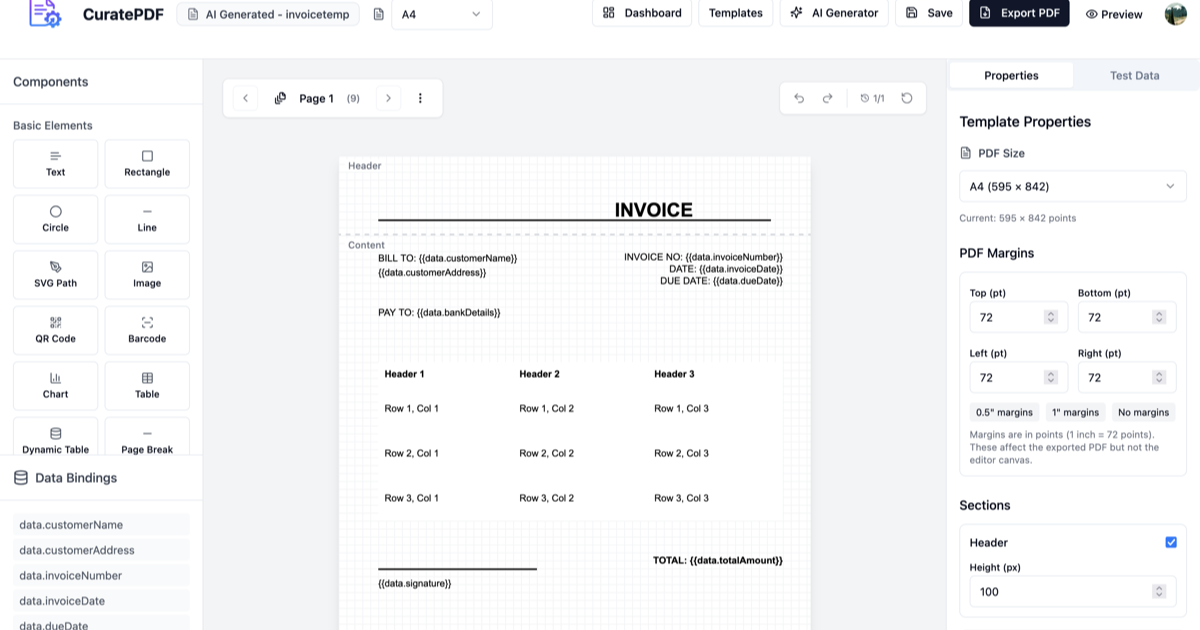 CuratePDF
AI Generated - invoicetemp
A4
Dashboard
Templates
AI Generator
Save
Export PDF
Preview
Components
Basic Elements
Text
Rectangle
Circle
Line
SVG Path
Image
QR Code
Barcode
Chart
Table
Dynamic Table
Page Break
Data Bindings
data.customerName
data.customerAddress
data.invoiceNumber
data.invoiceDate
data.dueDate
Page 1 (9)
1/1
Header
INVOICE
Content
BILL TO: {{data.customerName}}
{{data.customerAddress}}
INVOICE NO: {{data.invoiceNumber}}
DATE: {{data.invoiceDate}}
DUE DATE: {{data.dueDate}}
PAY TO: {{data.bankDetails}}
Header 1 Header 2 Header 3
Row 1, Col 1 Row 1, Col 2 Row 1, Col 3
Row 2, Col 1 Row 2, Col 2 Row 2, Col 3
Row 3, Col 1 Row 3, Col 2 Row 3, Col 3
TOTAL: {{data.totalAmount}}
{{data.signature}}
Properties
Test Data
Template Properties
PDF Size
A4 (595 × 842)
Current: 595 × 842 points
PDF Margins
Top (pt) Bottom (pt)
72 72
Left (pt) Right (pt)
72 72
0.5" margins 1" margins No margins
Margins are in points (1 inch = 72 points).
These affect the exported PDF but not the
editor canvas.
Sections
Header
Height (px)
100